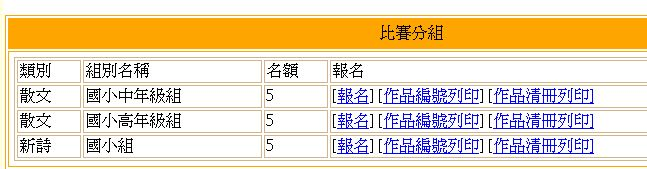 比賽分組
類別 組別名稱 名額 報名
散文 國小中年級組 5 [報名] [作品編號列印] [作品清冊列印]
散文 國小高年級組 5 [報名] [作品編號列印] [作品清冊列印]
新詩 國小組 5 [報名] [作品編號列印] [作品清冊列印]